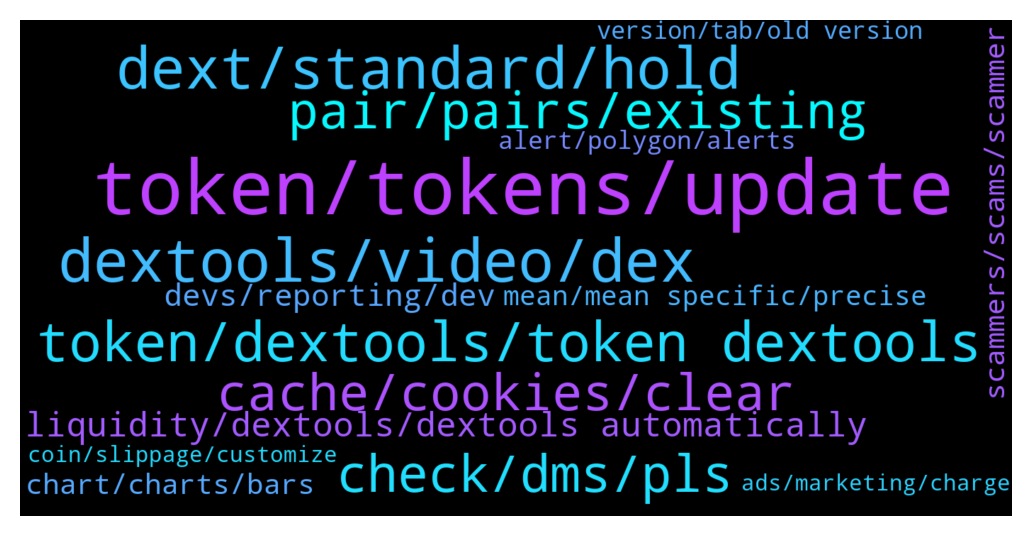 version/tab/old version
dext/standard/hold
pair/pairs/existing
alert/polygon/alerts
token/tokens/update
scammers/scams/scammer
dextools/video/dex
devs/reporting/dev
mean/mean specific/precise
token/dextools/token dextools
cache/cookies/clear
liquidity/dextools/dextools automatically
coin/slippage/customize
check/dms/pls
chart/charts/bars
ads/marketing/charge